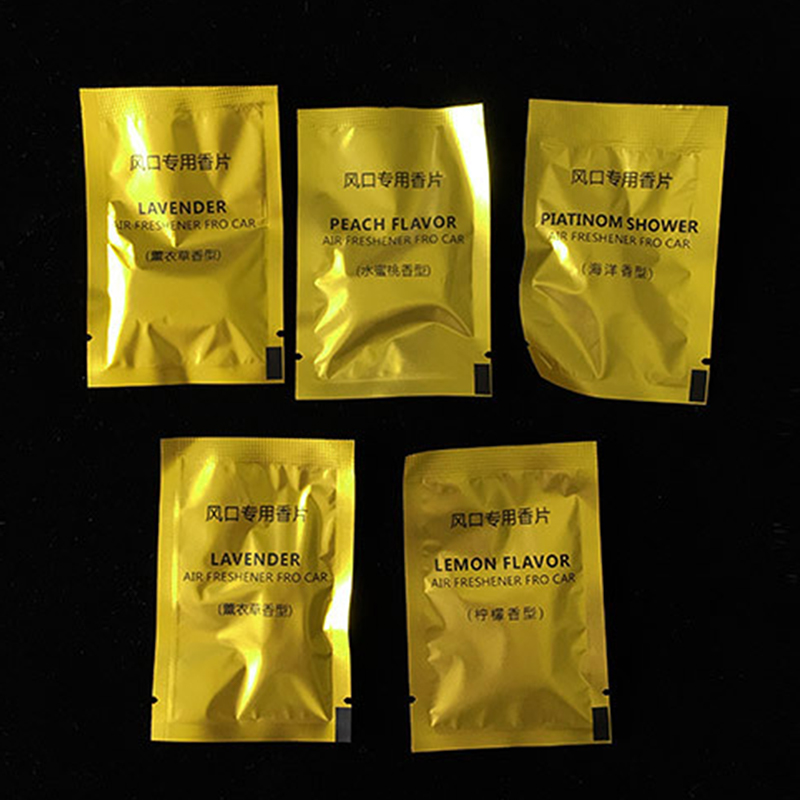 风口专用香片
LAVENDER
AIR FRESHENER FRO CAR
(薰衣草香型)
风口专用香片
PEACH FLAVOR
AIR FRESHENER FRO CAR
(水蜜桃香型)
风口专用香片
PIATINOM SHOWER
AIR FRESHENER FRO CAR
(海洋香型)
风口专用香片
LAVENDER
AIR FRESHENER FRO CAR
(薰衣草香型)
风口专用香片
LEMON FLAVOR
AIR FRESHENER FRO CAR
(柠檬香型)